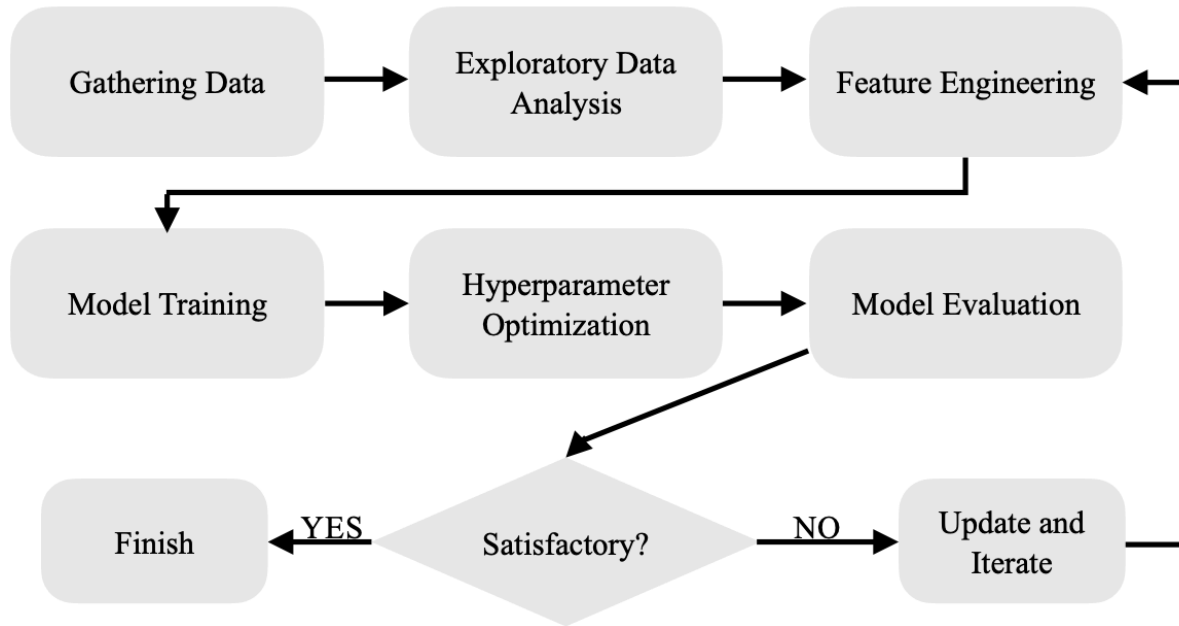 Gathering Data
Exploratory Data
Analysis
Feature Engineering
Model Training
Hyperparameter
Optimization
Model Evaluation
Finish
YES
Satisfactory?
NO
Update and
Iterate